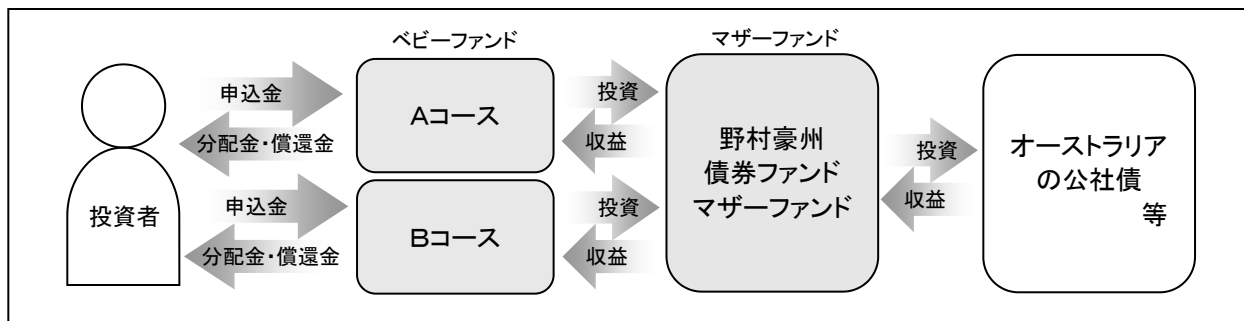 ベビーファンド
マザーファンド
申込金
分配金・償還金
申込金
分配金・償還金
投資者
Aコース
Bコース
投資
収益
投資
収益
野村豪州
債券ファンド
マザーファンド
投資
収益
オーストラリア
の公社債
等